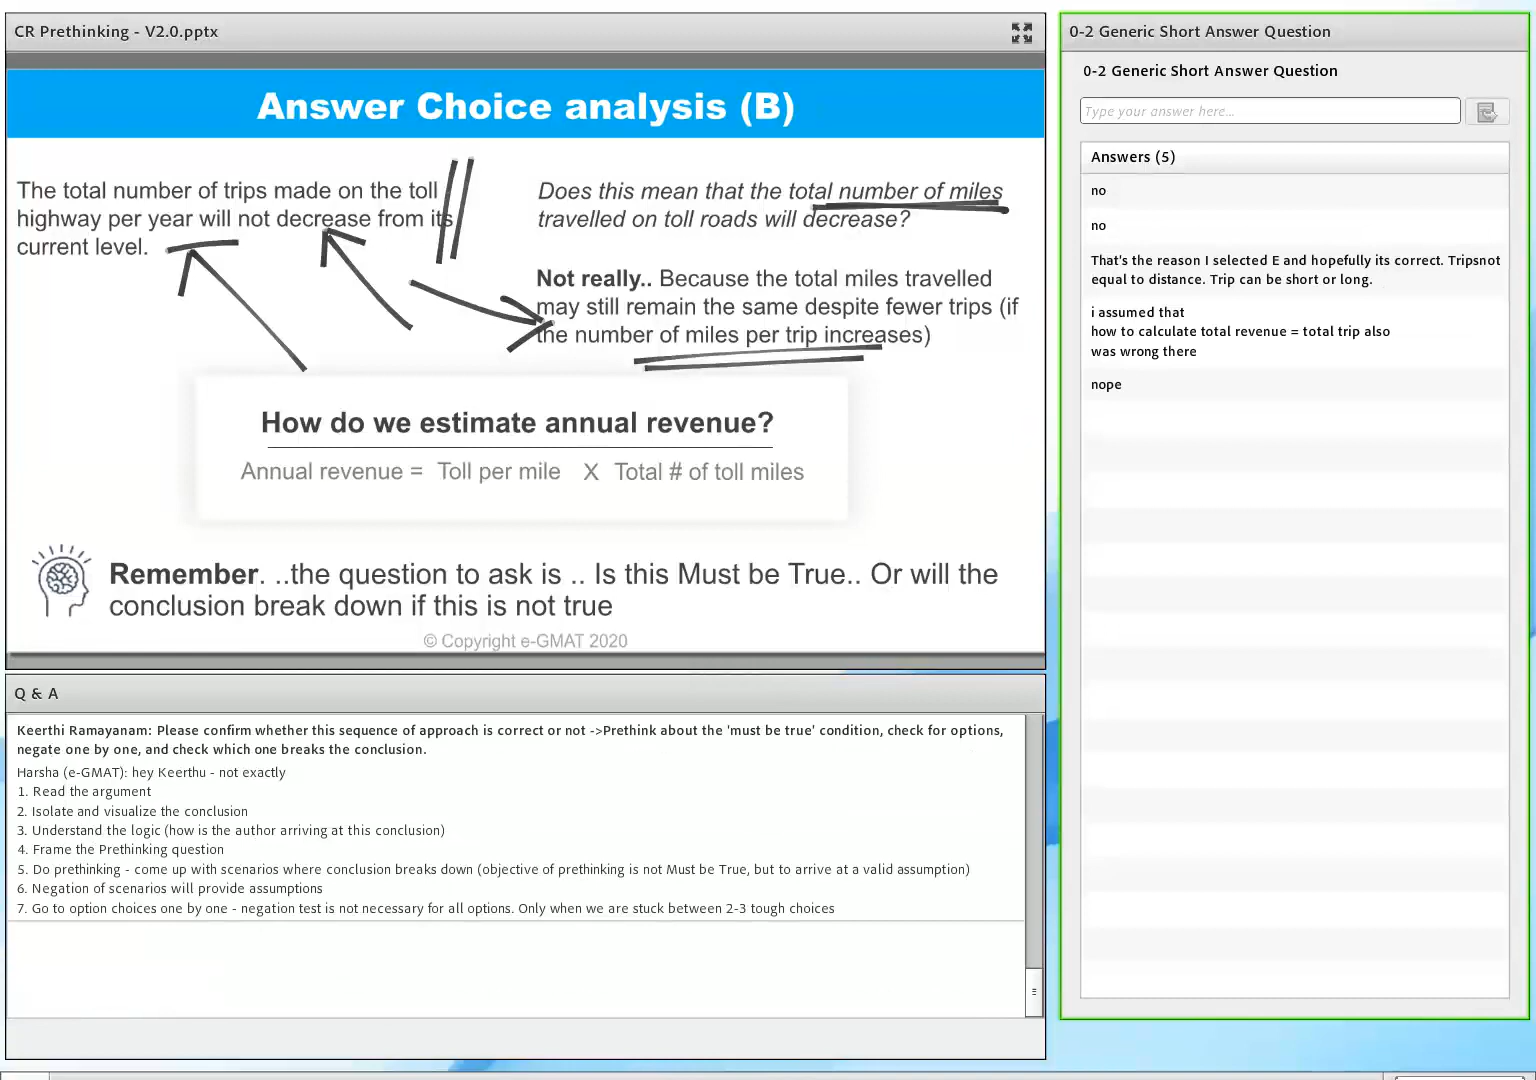 CR Prethinking - V2.0.pptx
Answer Choice analysis (B)
The total number of trips made on the toll
highway per year will not decrease from its
current level.
Does this mean that the total number of miles
travelled on toll roads will decrease?
Not really.. Because the total miles travelled
may still remain the same despite fewer trips (if
the number of miles per trip increases)
How do we estimate annual revenue?
Annual revenue = Toll per mile X Total # of toll miles
Remember. ..the question to ask is .. Is this Must be True.. Or will the
conclusion break down if this is not true
© Copyright e-GMAT 2020
Q & A
Keerthi Ramayanam: Please confirm whether this sequence of approach is correct or not ->Prethink about the 'must be true' condition, check for options,
negate one by one, and check which one breaks the conclusion.
Harsha (e-GMAT): hey Keerthu - not exactly
1. Read the argument
2. Isolate and visualize the conclusion
3. Understand the logic (how is the author arriving at this conclusion)
4. Frame the Prethinking question
5. Do prethinking - come up with scenarios where conclusion breaks down (objective of prethinking is not Must be True, but to arrive at a valid assumption)
6. Negation of scenarios will provide assumptions
7. Go to option choices one by one - negation test is not necessary for all options. Only when we are stuck between 2-3 tough choices
0-2 Generic Short Answer Question
0-2 Generic Short Answer Question
Type your answer here...
Answers (5)
no
no
That's the reason I selected E and hopefully its correct. Tripsnot
equal to distance. Trip can be short or long.
i assumed that
how to calculate total revenue = total trip also
was wrong there
nope